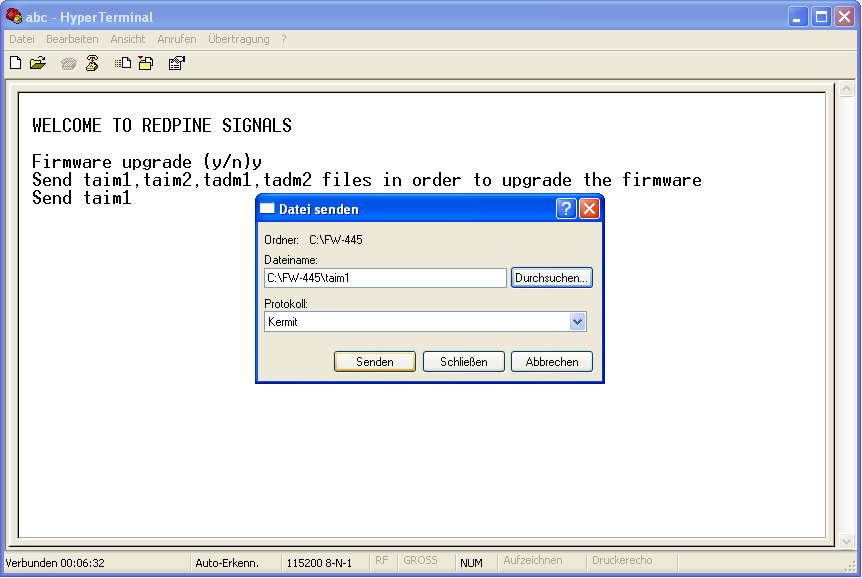 abc - HyperTerminal
Datei Bearbeiten Ansicht Anrufen Übertragung ?
WELCOME TO REDPINE SIGNALS
Firmware upgrade (y/n)y
Send taim1,taim2,tadm1,tadm2 files in order to upgrade the firmware
Send taim1
Datei senden
Ordner: C:\FW-445
Dateiname:
C:\FW-445\taim1 Durchsuchen...
Protokoll:
Kermit
Senden Schließen Abbrechen
Verbunden 00:06:32 Auto-Erkenn. 115200 8-N-1 RF GROSS NUM Aufzeichnen Druckerecho